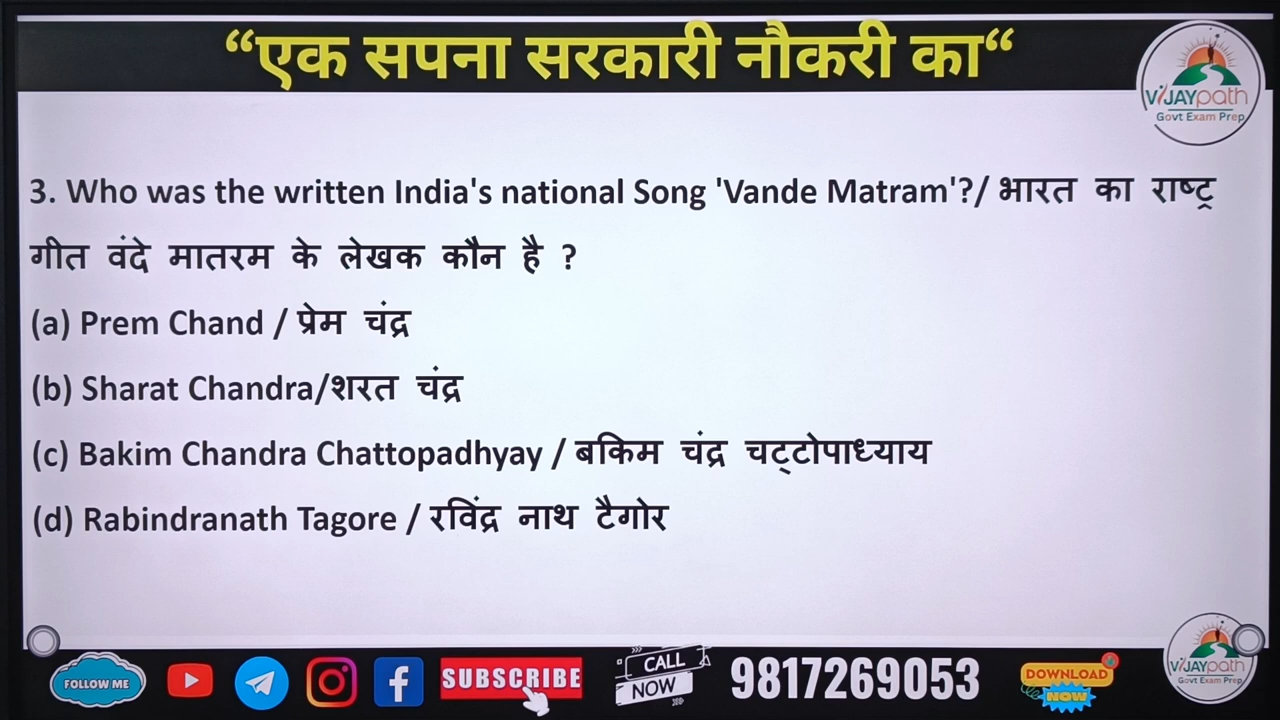 “एक सपना सरकारी नौकरी का“
VIJAYpath
Govt Exam Prep
3. Who was the written India's national Song 'Vande Matram'?/ भारत का राष्ट्र
गीत वंदे मातरम के लेखक कौन है ?
(a) Prem Chand / प्रेम चंद्र
(b) Sharat Chandra/शरत चंद्र
(c) Bakim Chandra Chattopadhyay / बकिम चंद्र चट्टोपाध्याय
(d) Rabindranath Tagore / रविंद्र नाथ टैगोर
FOLLOW ME
SUBSCRIBE
CALL
NOW
9817269053
DOWNLOAD
NOW
VIJAYpath
Govt Exam Prep